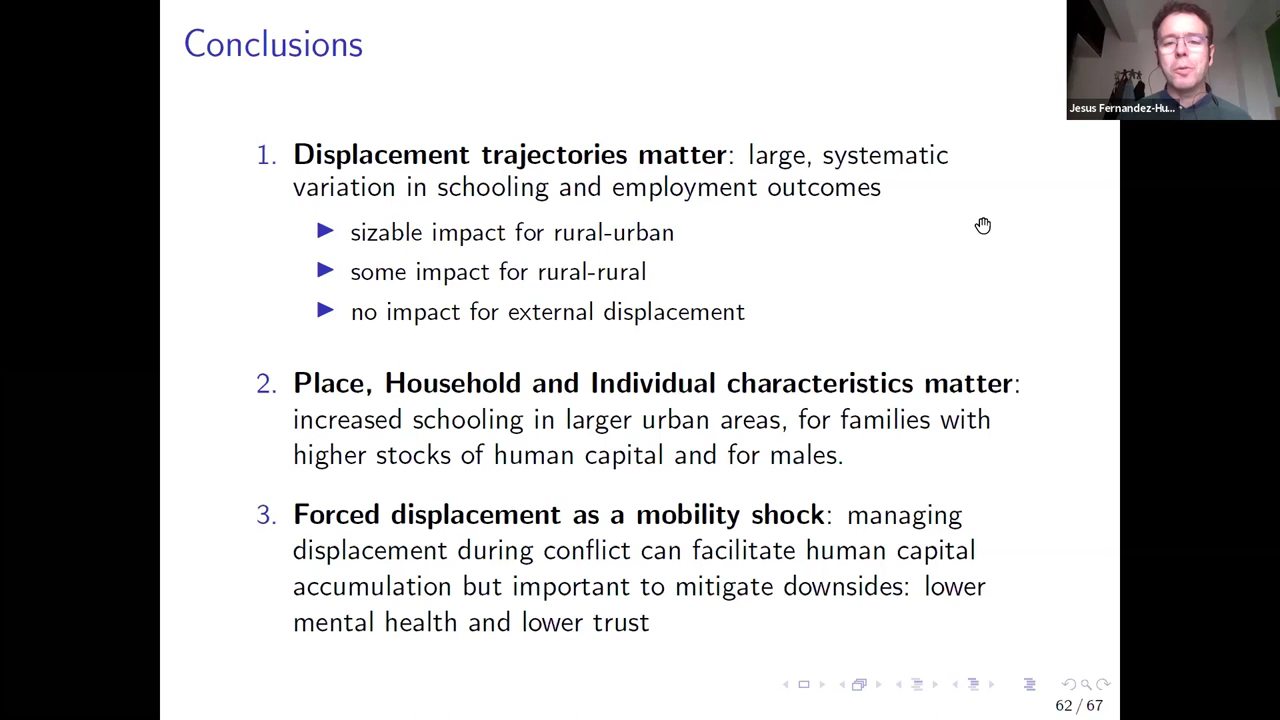 Conclusions
Jesus Fernandez-Hu...
1. Displacement trajectories matter: large, systematic
variation in schooling and employment outcomes
▶ sizable impact for rural-urban
▶ some impact for rural-rural
▶ no impact for external displacement
2. Place, Household and Individual characteristics matter:
increased schooling in larger urban areas, for families with
higher stocks of human capital and for males.
3. Forced displacement as a mobility shock: managing
displacement during conflict can facilitate human capital
accumulation but important to mitigate downsides: lower
mental health and lower trust
62 / 67